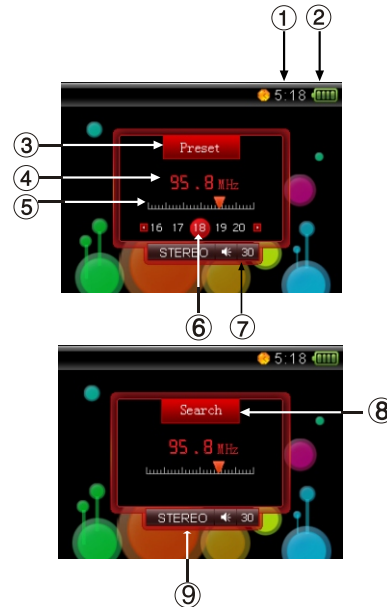 ① ②
5:18
③ Preset
④ 95.8 MHz
⑤
16 17 18 19 20
STEREO 30
⑥ ⑦
5:18
Search ⑧
95.8 MHz
STEREO 30
⑨